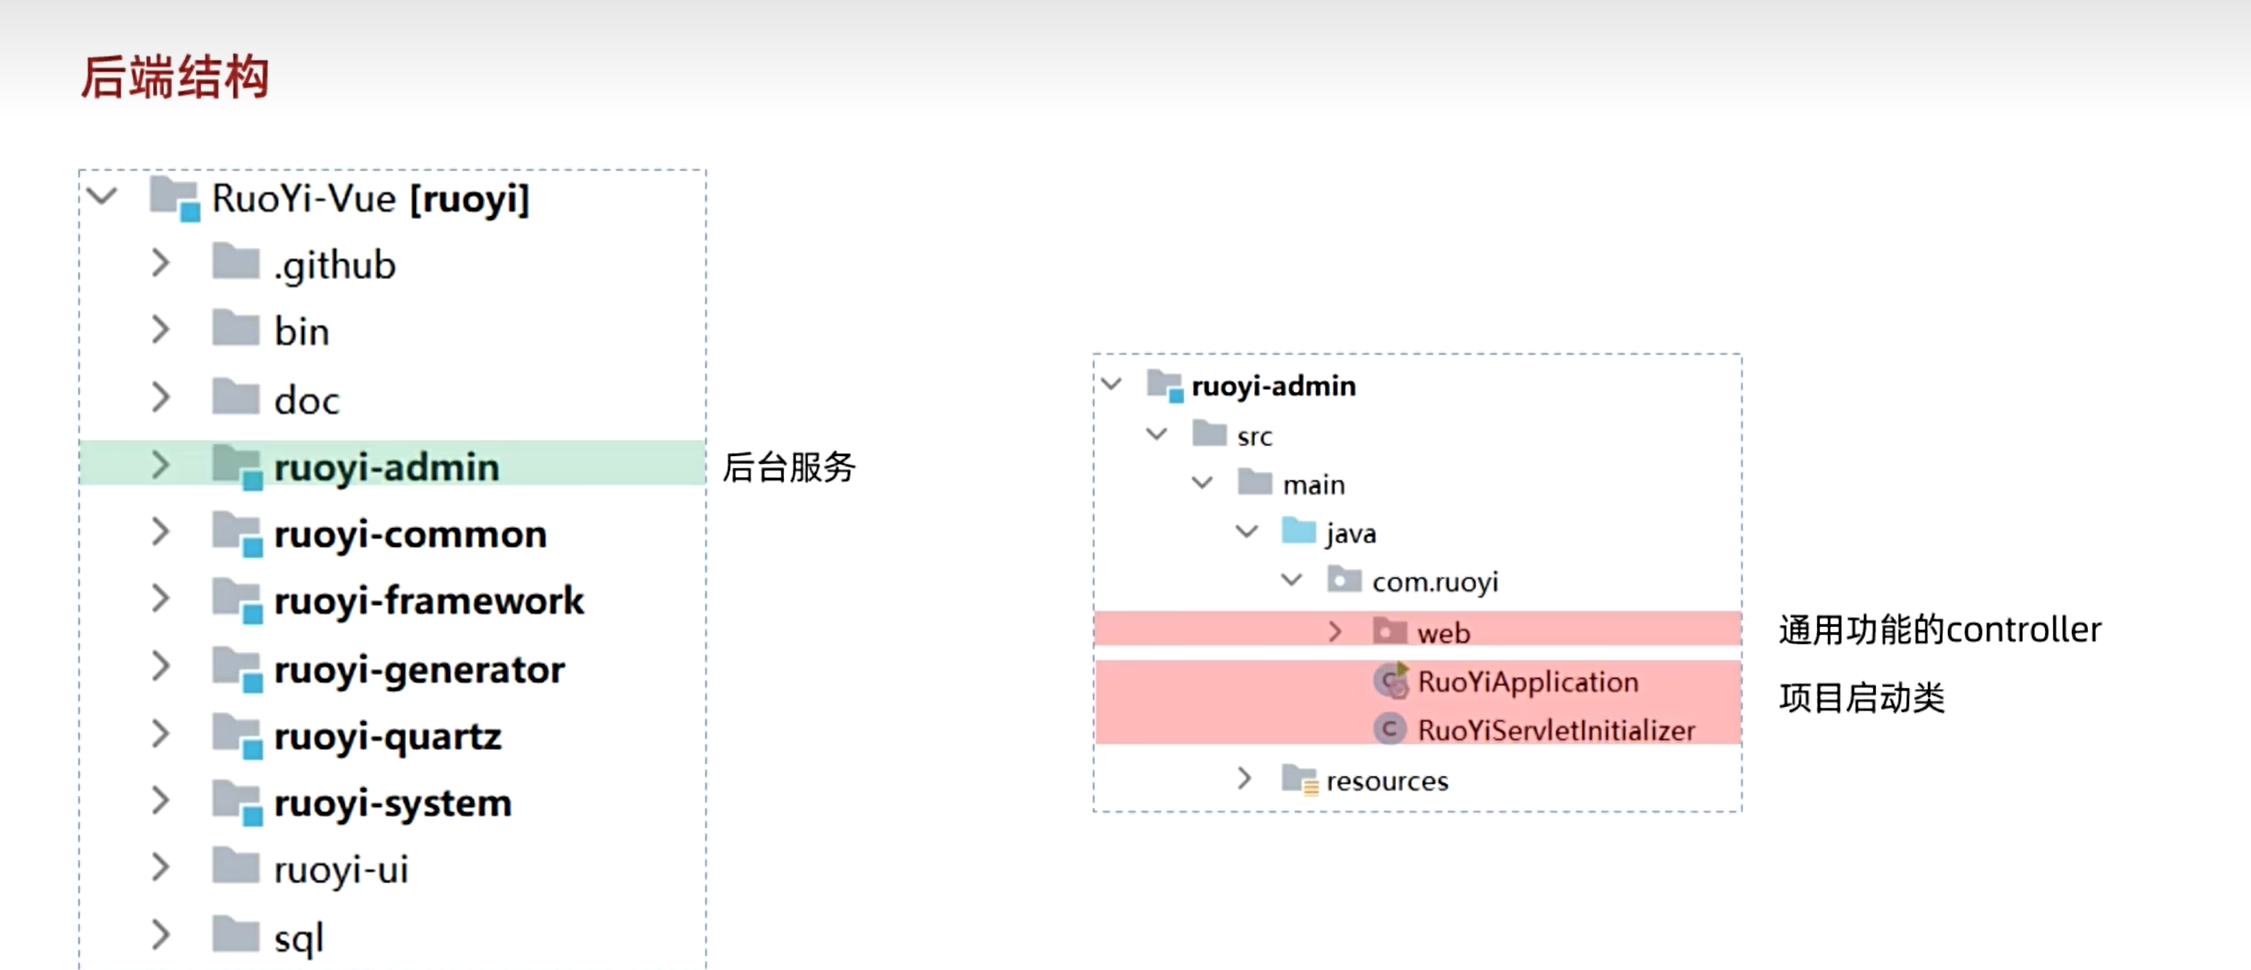 后端结构
RuoYi-Vue [ruoyi]
.github
bin
doc
ruoyi-admin
后台服务
ruoyi-common
ruoyi-framework
ruoyi-generator
ruoyi-quartz
ruoyi-system
ruoyi-ui
sql
ruoyi-admin
src
main
java
com.ruoyi
web
通用功能的controller
RuoYiApplication
项目启动类
RuoYiServletInitializer
resources